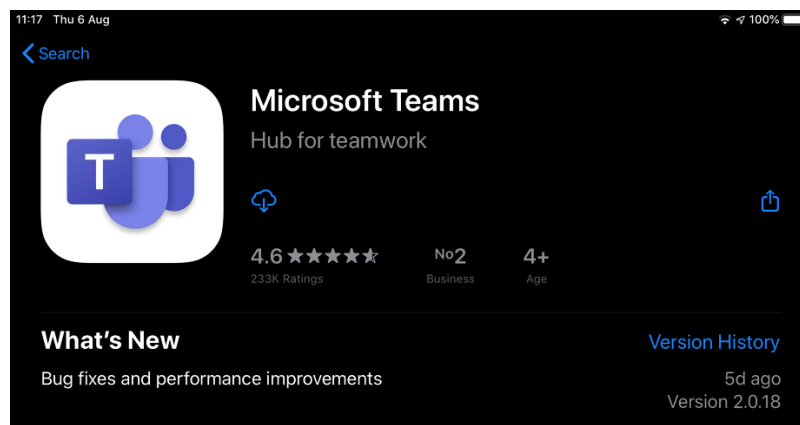 11:17 Thu 6 Aug
100%
Search
T
Microsoft Teams
Hub for teamwork
4.6
No2
4+
233K Ratings
Business
Age
What's New
Version History
Bug fixes and performance improvements
5d ago
Version 2.0.18